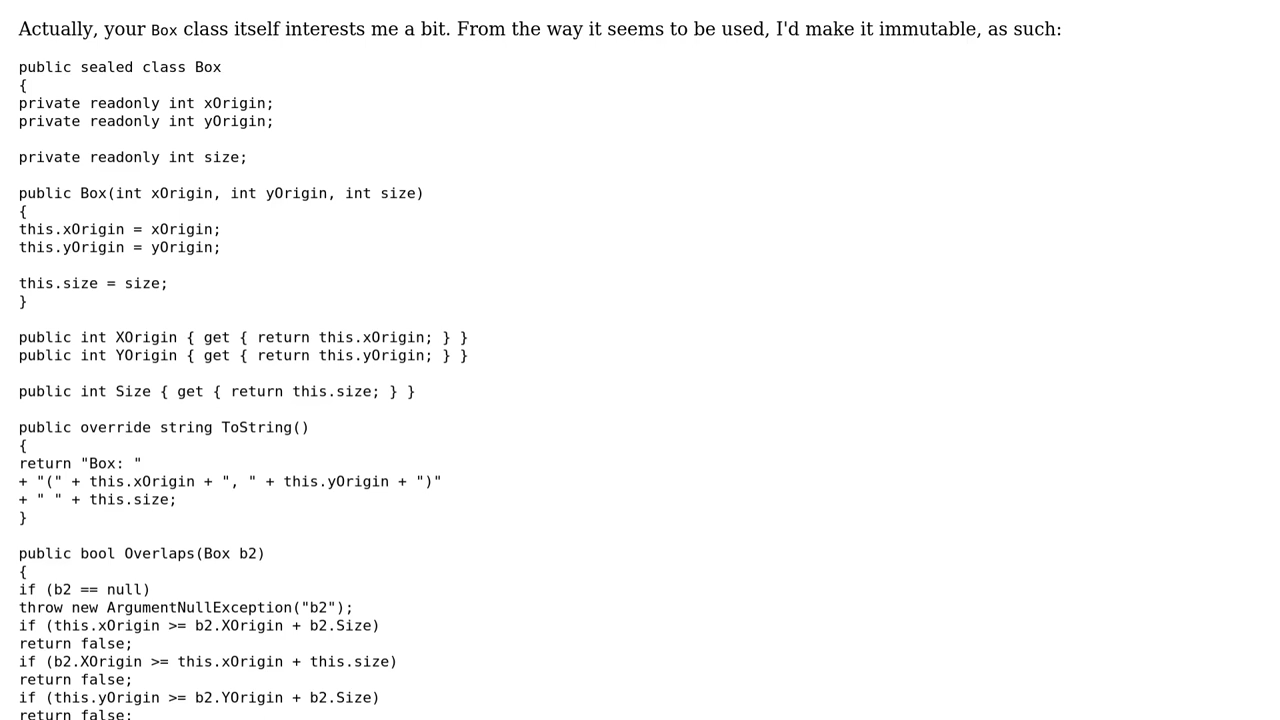 Actually, your Box class itself interests me a bit. From the way it seems to be used, I'd make it immutable, as such:
public sealed class Box
{
private readonly int xOrigin;
private readonly int yOrigin;
private readonly int size;
public Box(int xOrigin, int yOrigin, int size)
{
this.xOrigin = xOrigin;
this.yOrigin = yOrigin;
this.size = size;
}
public int XOrigin { get { return this.xOrigin; } }
public int YOrigin { get { return this.yOrigin; } }
public int Size { get { return this.size; } }
public override string ToString()
{
return "Box: "
+ "(" + this.xOrigin + ", " + this.yOrigin + ")"
+ " " + this.size;
}
public bool Overlaps(Box b2)
{
if (b2 == null)
throw new ArgumentNullException("b2");
if (this.xOrigin >= b2.XOrigin + b2.Size)
return false;
if (b2.XOrigin >= this.xOrigin + this.size)
return false;
if (this.yOrigin >= b2.YOrigin + b2.Size)
return false;